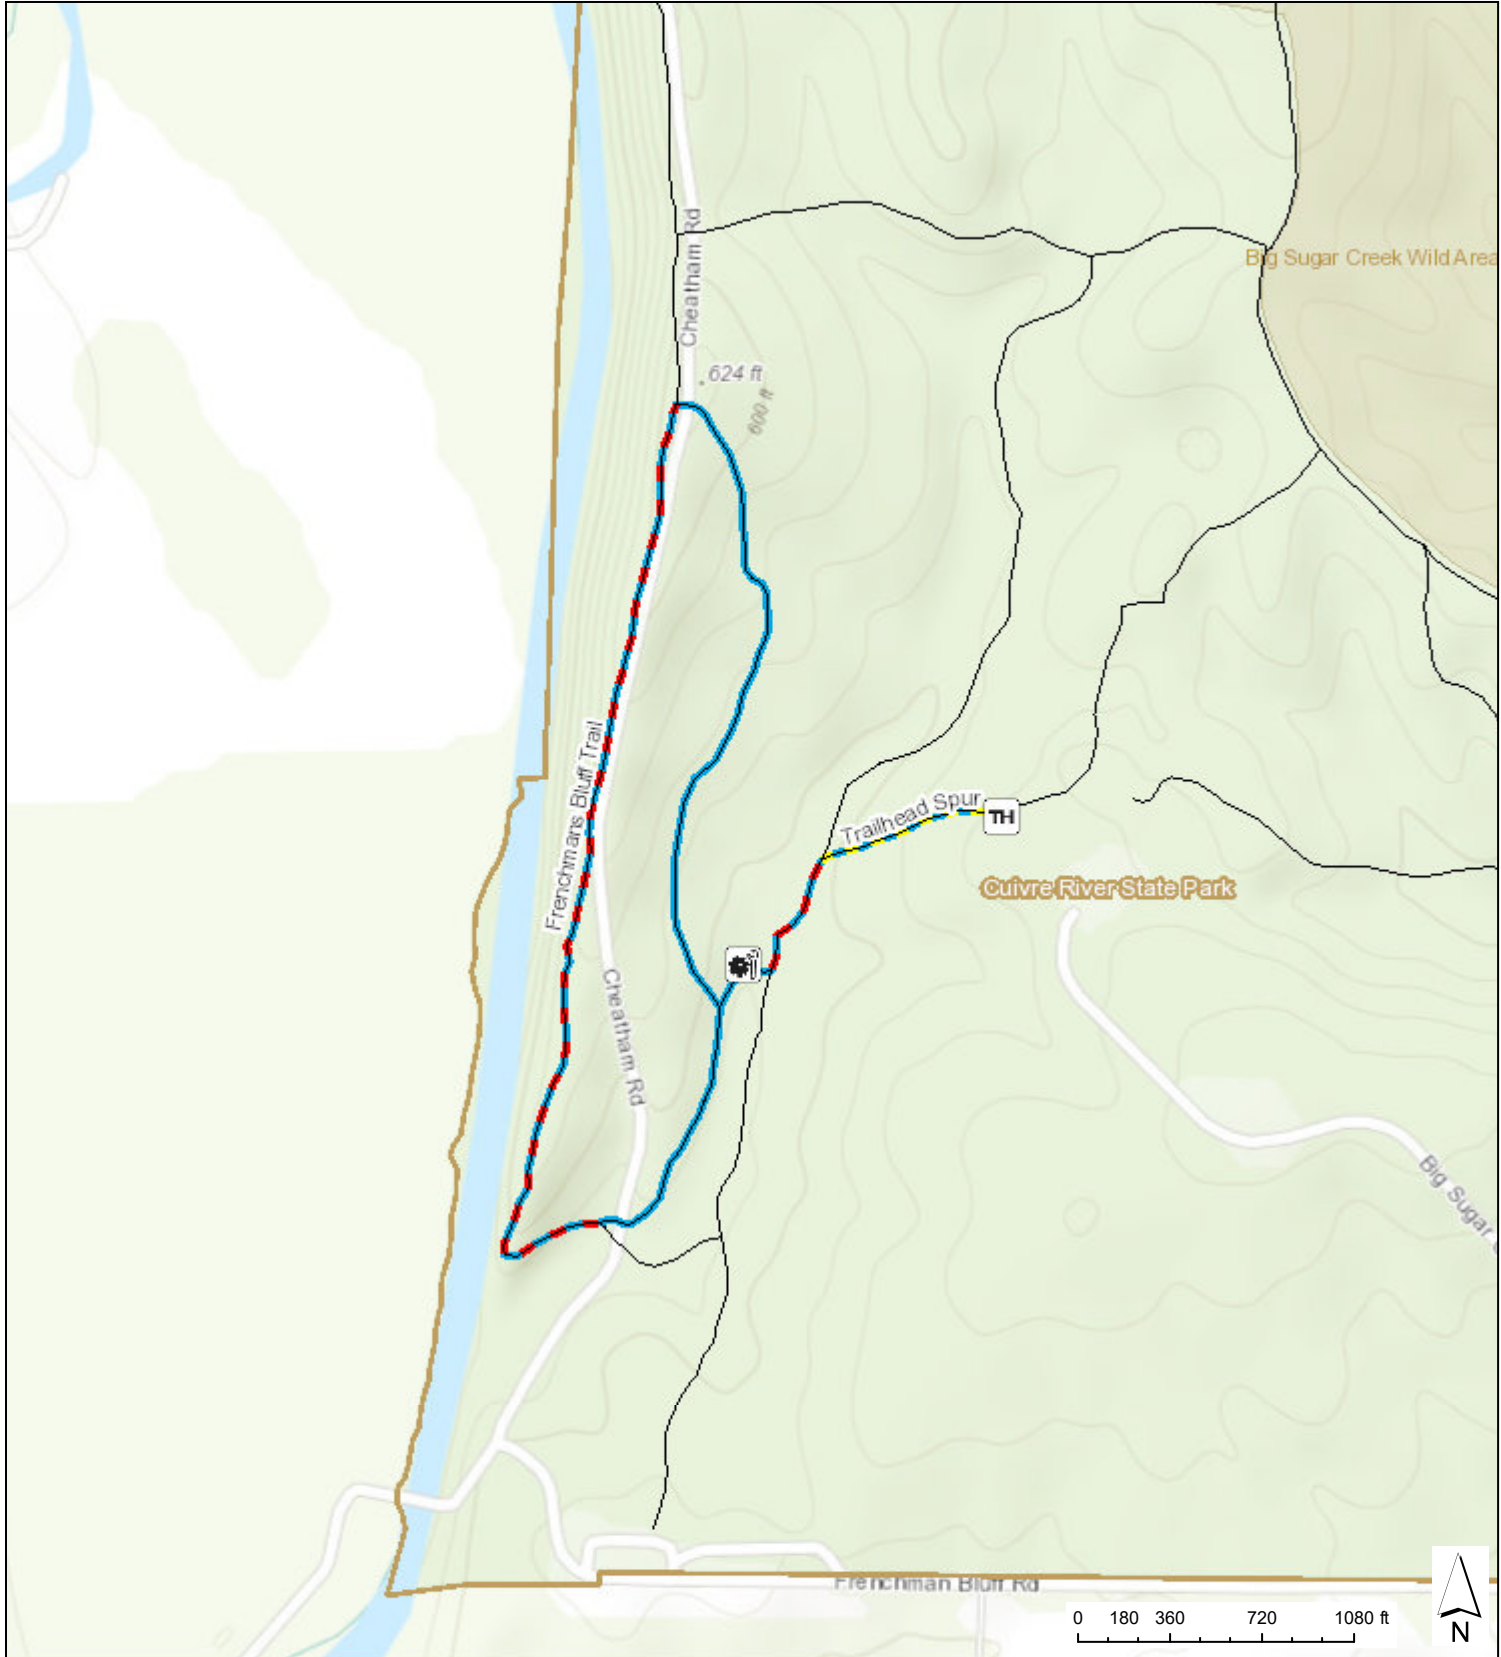 Cheatham Rd
Big Sugar Creek Wild Area
624 ft
600 ft
Frenchmans Bluff Trail
Trailhead Spur
TH
Cuivre River State Park
Cheatham Rd
Big Sugar
Frenchman Bluff Rd
0 180 360 720 1080 ft
N